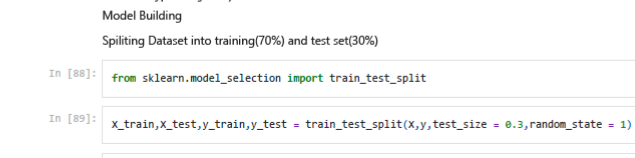 Model Building
Spiliting Dataset into training(70%) and test set(30%)
In [88]: from sklearn.model_selection import train_test_split
In [89]: X_train,X_test,y_train,y_test = train_test_split(X,y,test_size = 0.3,random_state = 1)